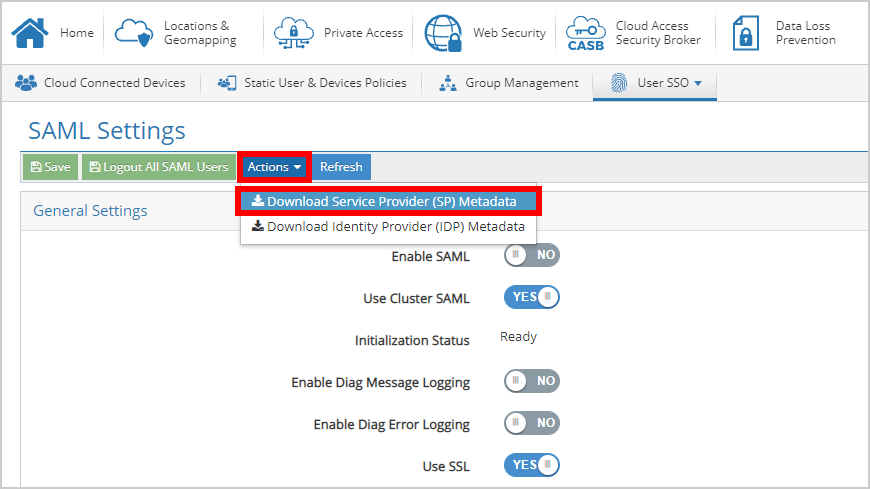 Home
Locations &
Geomapping
Private Access
Web Security
CASB
Cloud Access
Security Broker
Data Loss
Prevention
Cloud Connected Devices
Static User & Devices Policies
Group Management
User SSO
SAML Settings
Save
Logout All SAML Users
Actions
Refresh
Download Service Provider (SP) Metadata
Download Identity Provider (IDP) Metadata
General Settings
Enable SAML
NO
Use Cluster SAML
YES
Initialization Status
Ready
Enable Diag Message Logging
NO
Enable Diag Error Logging
NO
Use SSL
YES